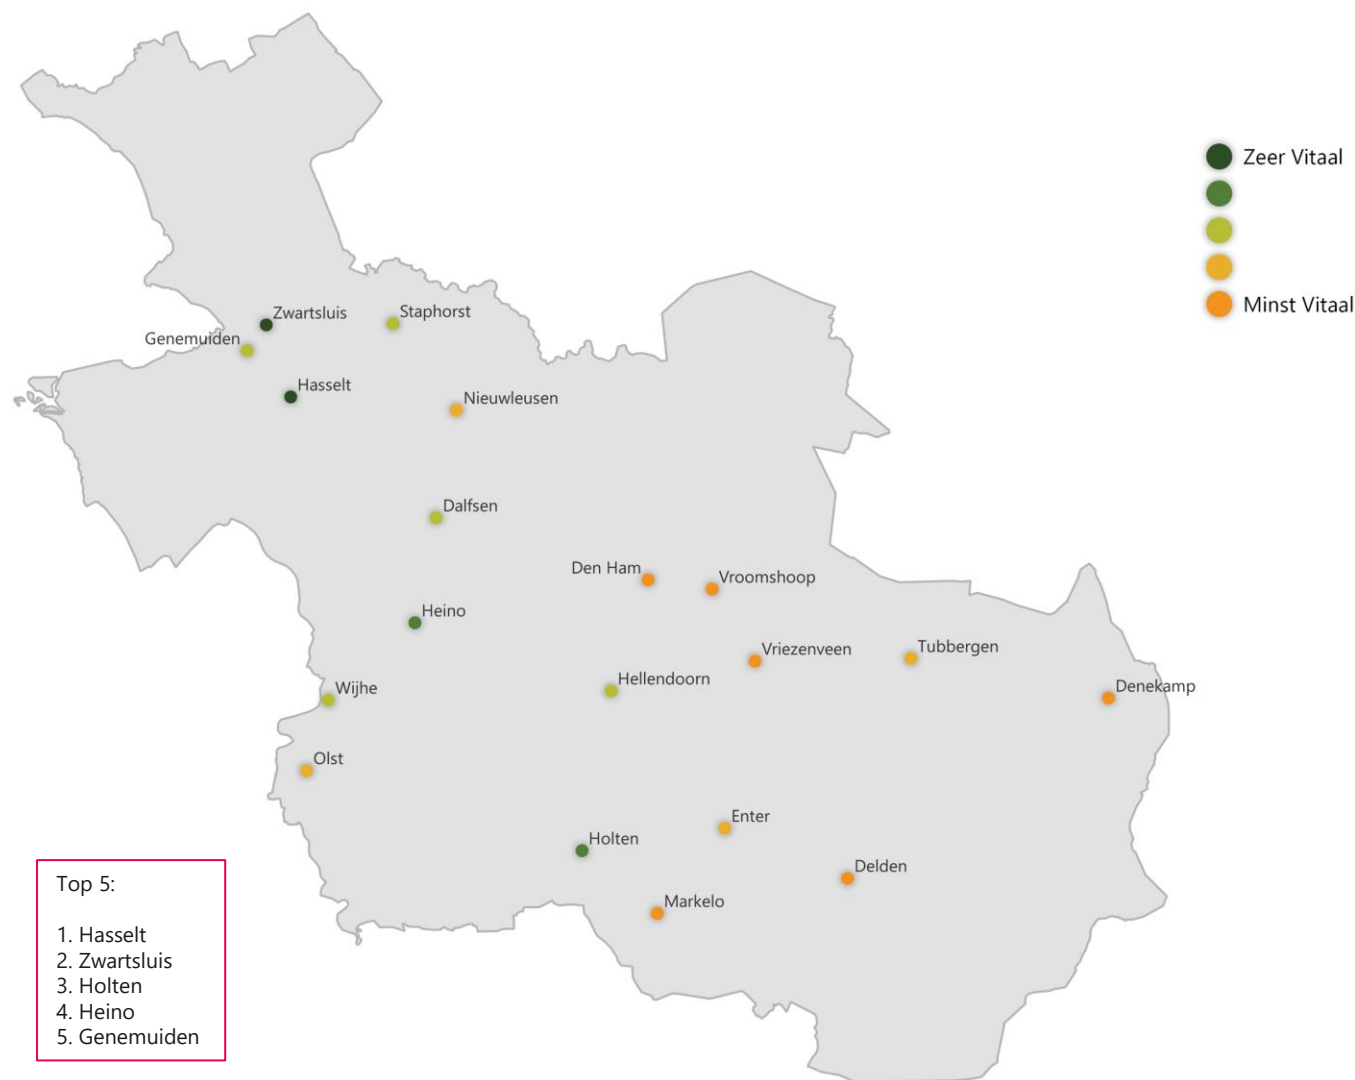 Zeer Vitaal
Minst Vitaal
Zwartsluis
Staphorst
Genemuiden
Hasselt
Nieuwleusen
Dalfsen
Den Ham
Vroomshoop
Heino
Vriezenveen
Tubbergen
Hellendoorn
Wijhe
Denekamp
Olst
Enter
Holten
Delden
Markelo
Top 5:
1. Hasselt
2. Zwartsluis
3. Holten
4. Heino
5. Genemuiden